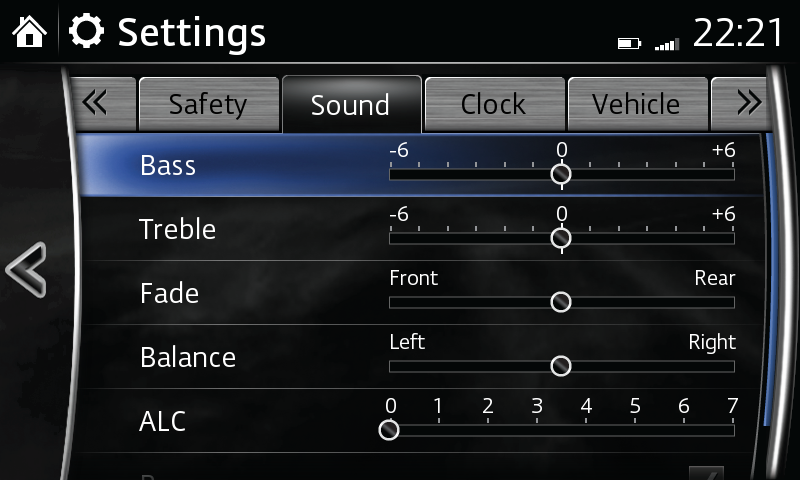 Settings
22:21
« Safety Sound Clock Vehicle »
Bass
-6 0 +6
Treble
-6 0 +6
Fade
Front Rear
Balance
Left Right
ALC
0 1 2 3 4 5 6 7